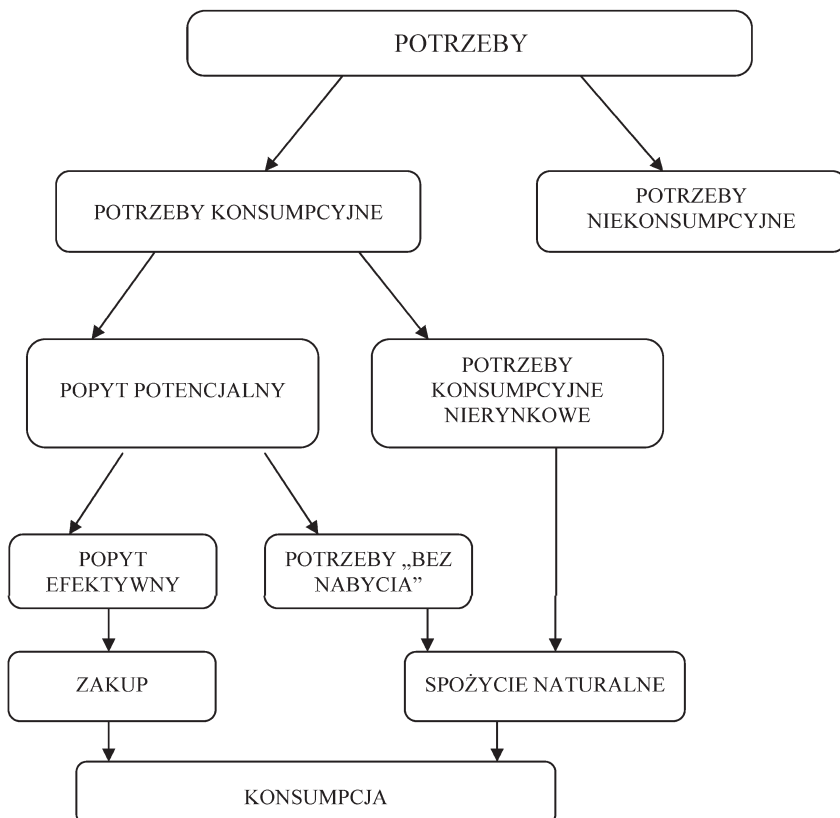 POTRZEBY
POTRZEBY KONSUMPCYJNE
POTRZEBY
NIEKONSUMPCYJNE
POPYT POTENCJALNY
POTRZEBY
KONSUMPCYJNE
NIERYNKOWE
POPYT
EFEKTYWNY
POTRZEBY „BEZ
NABYCIA”
ZAKUP
SPOŻYCIE NATURALNE
KONSUMPCJA